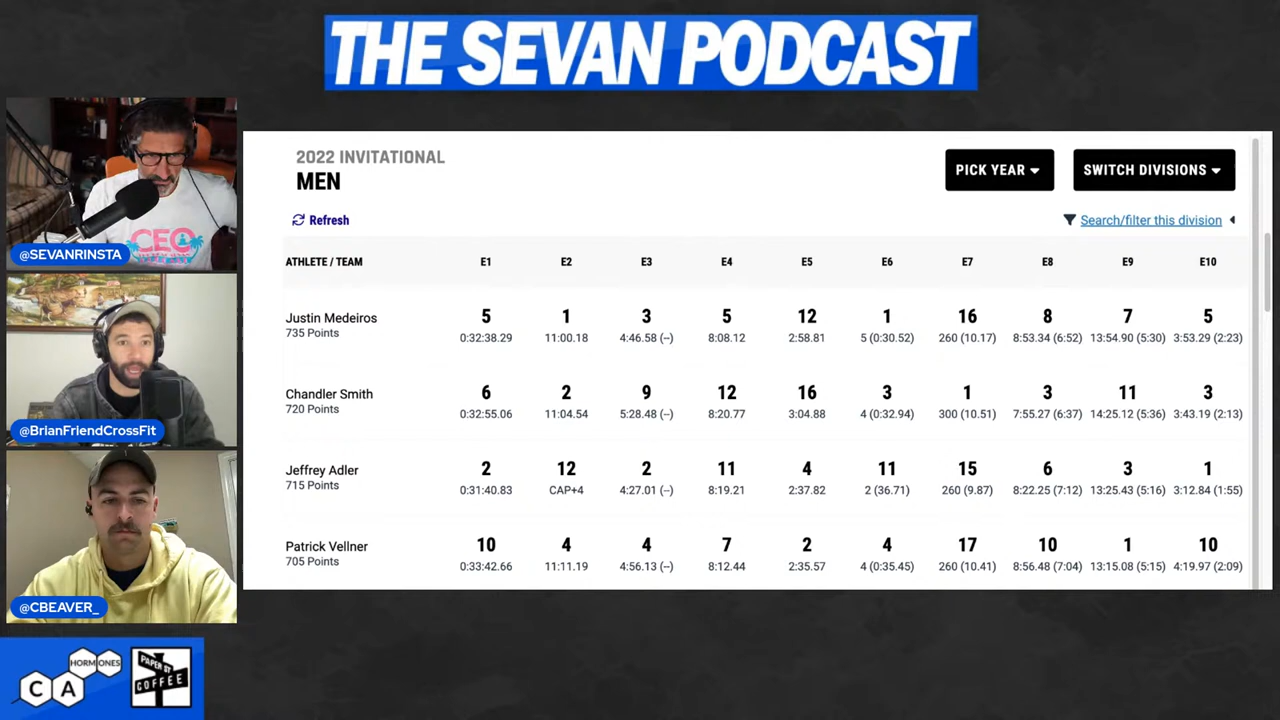 THE SEVAN PODCAST
CEO
@SEVANRINSTA
@BrianFriendCrossFit
@CBEAVER_
HORMONES
CA
PAPER ST
COFFEE
2022 INVITATIONAL
MEN
PICK YEAR
SWITCH DIVISIONS
Refresh
Search/filter this division
ATHLETE / TEAM E1 E2 E3 E4 E5 E6 E7 E8 E9 E10
Justin Medeiros 5 1 3 5 12 1 16 8 7 5
735 Points 0:32:38.29 11:00.18 4:46.58 (--) 8:08.12 2:58.81 5 (0:30.52) 260 (10.17) 8:53.34 (6:52) 13:54.90 (5:30) 3:53.29 (2:23)
Chandler Smith 6 2 9 12 16 3 1 3 11 3
720 Points 0:32:55.06 11:04.54 5:28.48 (--) 8:20.77 3:04.88 4 (0:32.94) 300 (10.51) 7:55.27 (6:37) 14:25.12 (5:36) 3:43.19 (2:13)
Jeffrey Adler 2 12 2 11 4 11 15 6 3 1
715 Points 0:31:40.83 CAP+4 4:27.01 (--) 8:19.21 2:37.82 2 (36.71) 260 (9.87) 8:22.25 (7:12) 13:25.43 (5:16) 3:12.84 (1:55)
Patrick Vellner 10 4 4 7 2 4 17 10 1 10
705 Points 0:33:42.66 11:11.19 4:56.13 (--) 8:12.44 2:35.57 4 (0:35.45) 260 (10.41) 8:56.48 (7:04) 13:15.08 (5:15) 4:19.97 (2:09)